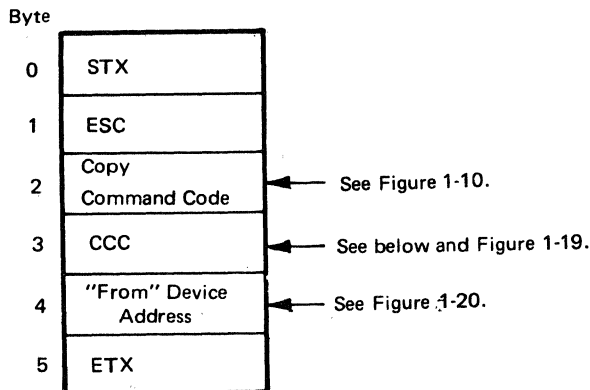 Byte
0 STX
1 ESC
Copy
2 Command Code See Figure 1-10.
3 CCC See below and Figure 1-19.
"From" Device
4 Address See Figure 1-20.
5 ETX